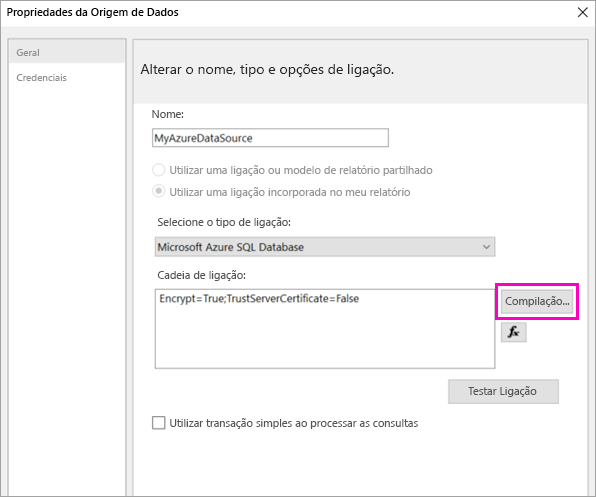 Propriedades da Origem de Dados
Geral
Credenciais
Alterar o nome, tipo e opções de ligação.
Nome:
MyAzureDataSource
Utilizar uma ligação ou modelo de relatório partilhado
Utilizar uma ligação incorporada no meu relatório
Selecione o tipo de ligação:
Microsoft Azure SQL Database
Cadeia de ligação:
Encrypt=True;TrustServerCertificate=False
Compilação...
fx
Testar Ligação
Utilizar transação simples ao processar as consultas